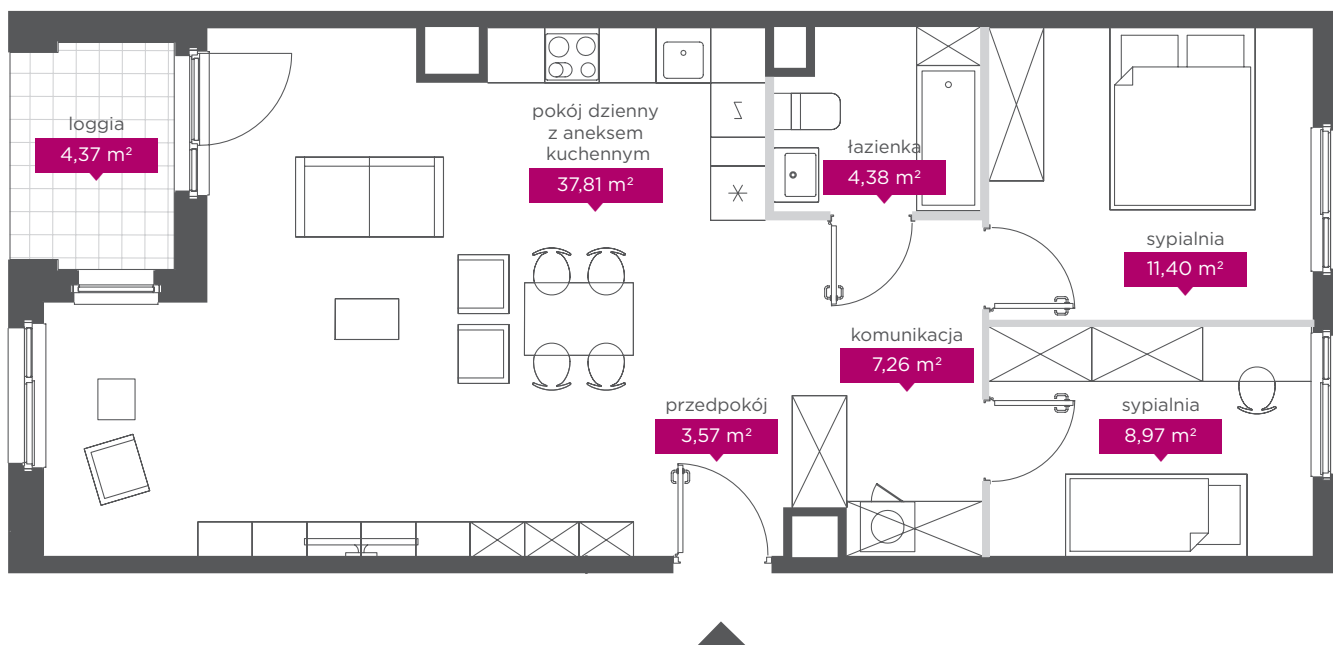 loggia
4,37 m²
pokój dzienny
z aneksem
kuchennym
37,81 m²
łazienka
4,38 m²
sypialnia
11,40 m²
komunikacja
7,26 m²
przedpokój
3,57 m²
sypialnia
8,97 m²